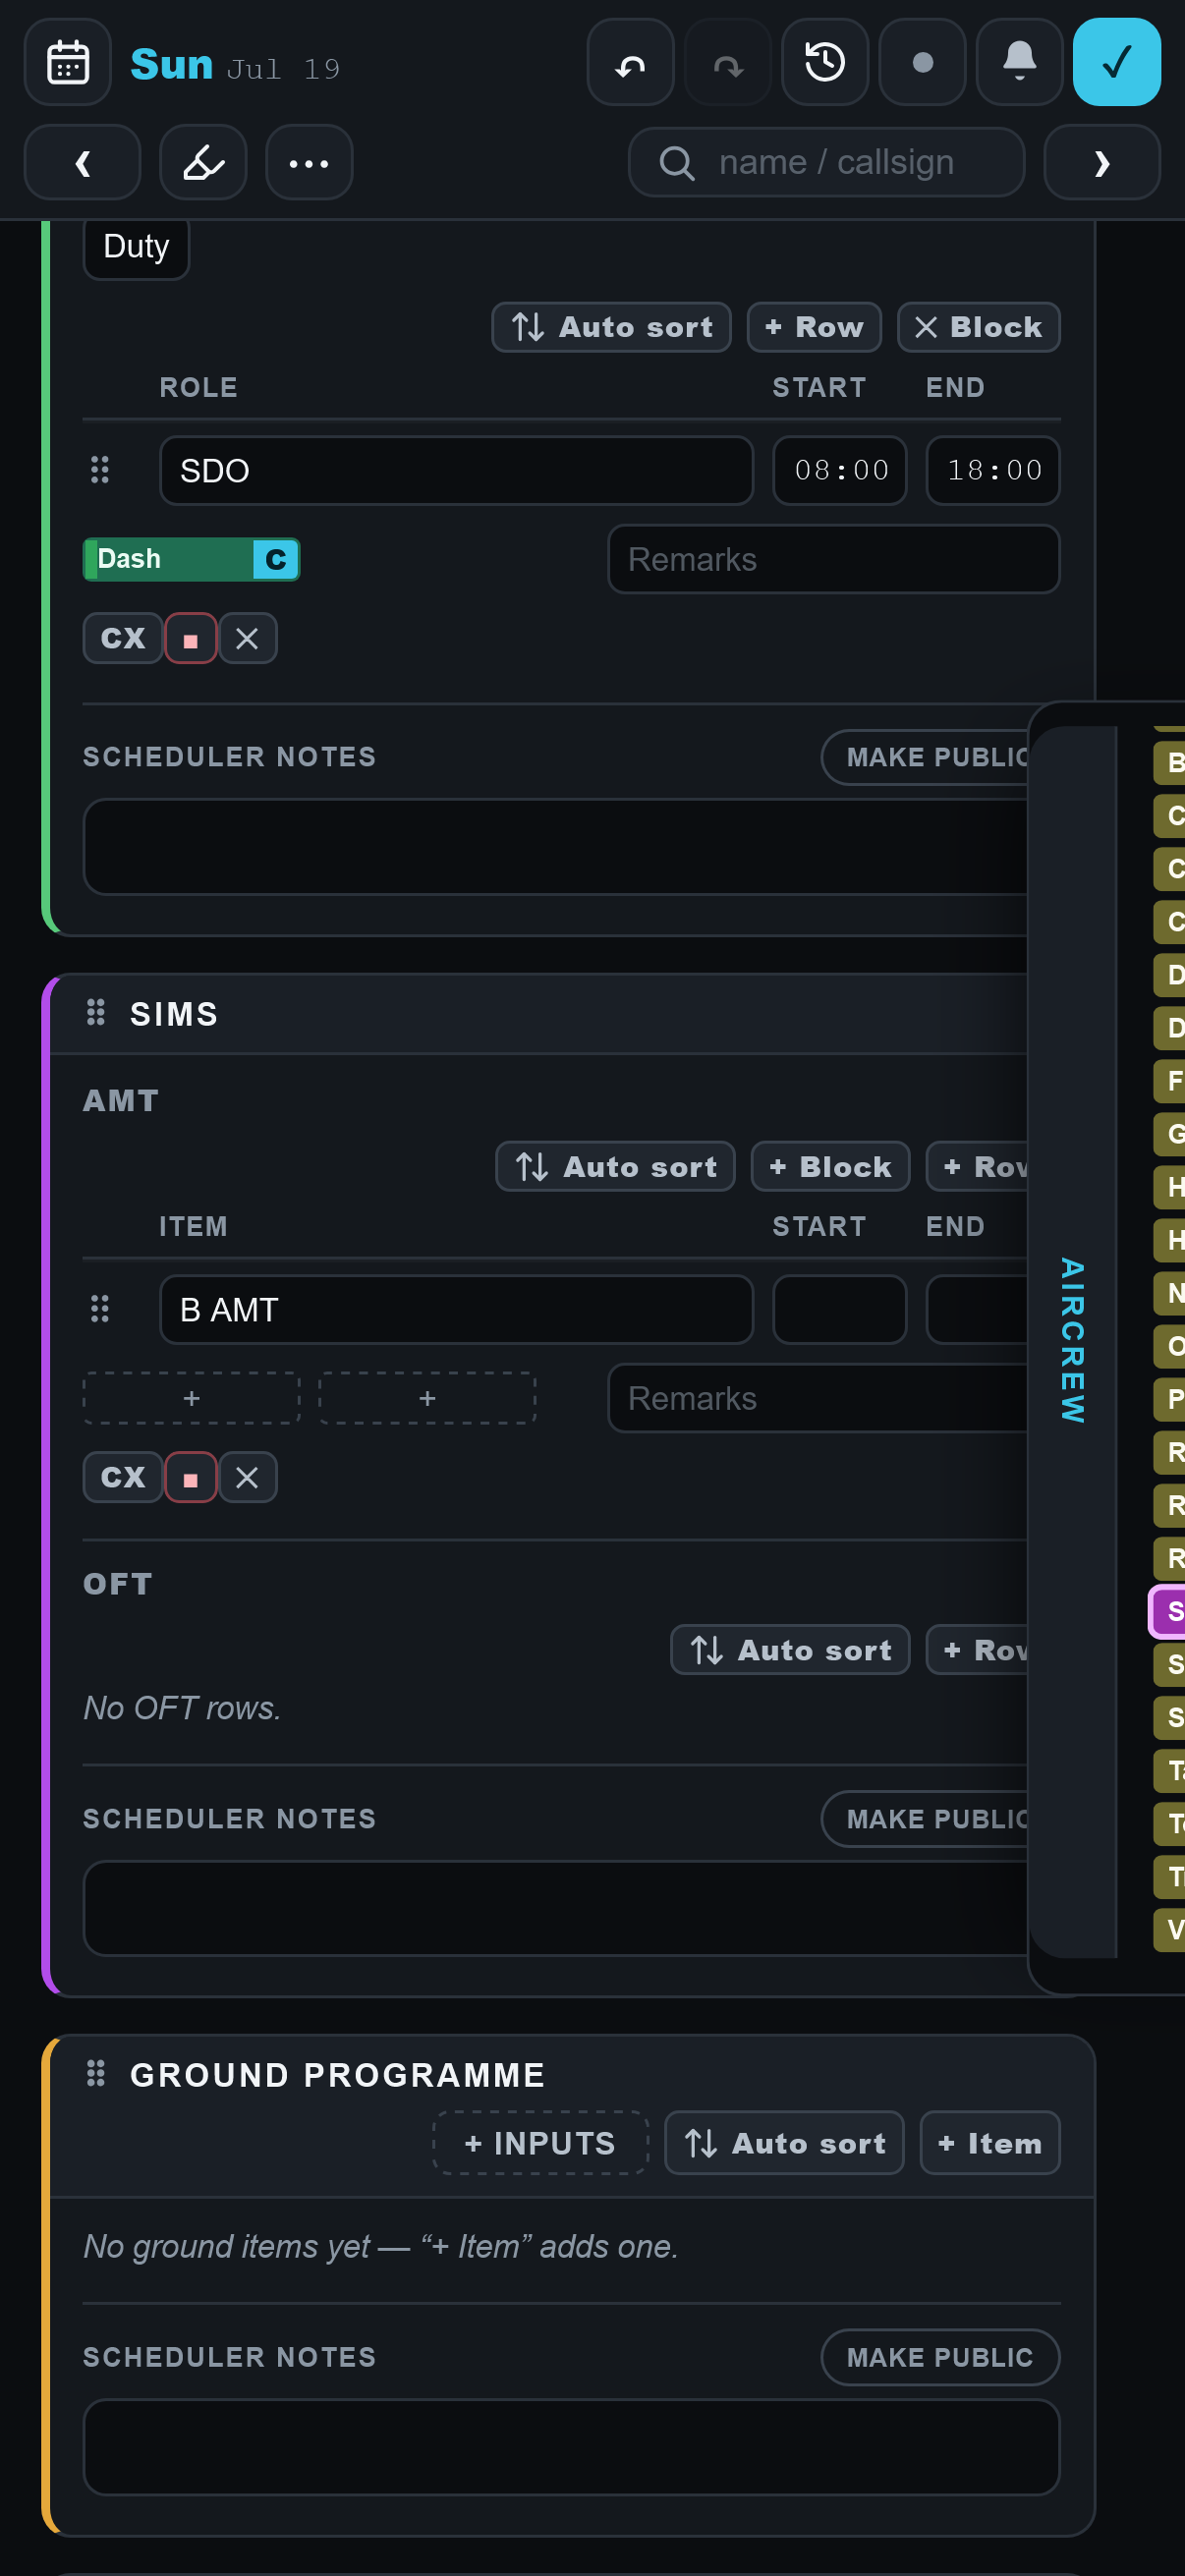 Sun Jul 19
name / callsign
Duty
Auto sort + Row × Block
ROLE START END
SDO 08:00 18:00
Dash C Remarks
CX
SCHEDULER NOTES MAKE PUBLIC
SIMS
AMT
Auto sort + Block + Row
ITEM START END
B AMT
+ + Remarks
CX
OFT
Auto sort + Row
No OFT rows.
SCHEDULER NOTES MAKE PUBLIC
GROUND PROGRAMME
+ INPUTS Auto sort + Item
No ground items yet — “+ Item” adds one.
SCHEDULER NOTES MAKE PUBLIC
AIRCREW
B
C
C
C
D
D
F
G
H
H
N
O
P
R
R
R
S
S
S
Ta
T
V